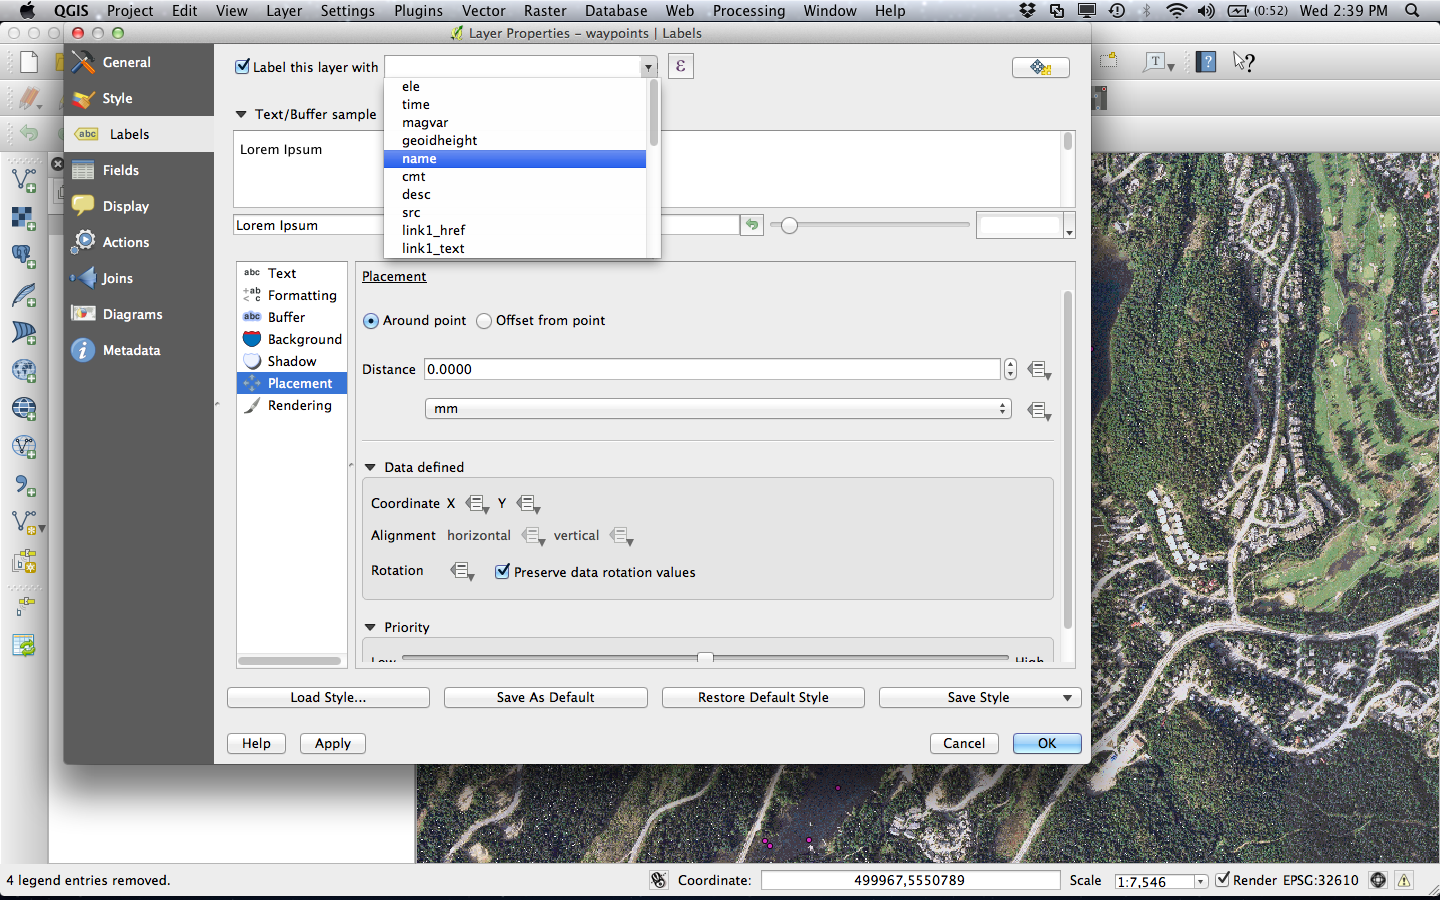 QGIS Project Edit View Layer Settings Plugins Vector Raster Database Web Processing Window Help (0:52) Wed 2:39 PM
Layer Properties – waypoints | Labels
General
Style
abc Labels
Fields
Display
Actions
Joins
Diagrams
Metadata
Label this layer with
ε
T
?
?
ele
time
magvar
geoidheight
name
cmt
desc
src
link1_href
link1_text
Text/Buffer sample
Lorem Ipsum
Lorem Ipsum
abc Text
+ab < c Formatting
abc Buffer
Background
Shadow
Placement
Rendering
Placement
Around point Offset from point
Distance 0.0000
mm
Data defined
Coordinate X Y
Alignment horizontal vertical
Rotation Preserve data rotation values
Priority
Low High
Load Style... Save As Default Restore Default Style Save Style
Help Apply Cancel OK
4 legend entries removed. Coordinate: 499967,5550789 Scale 1:7,546 Render EPSG:32610